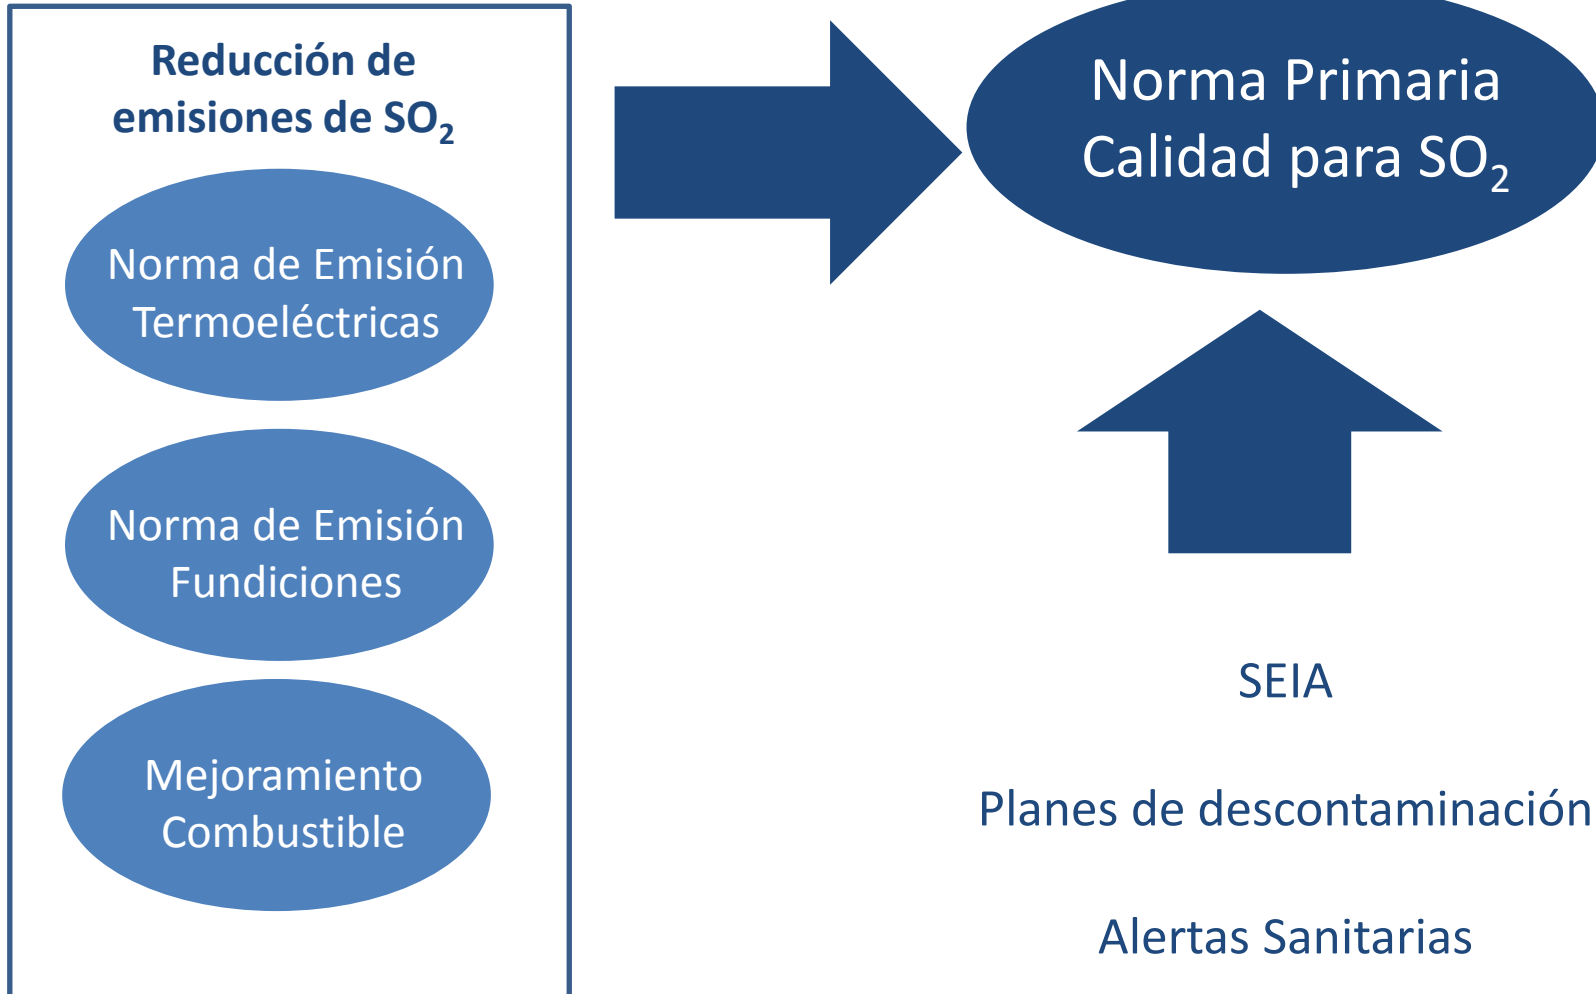 Reducción de
emisiones de SO₂
Norma de Emisión
Termoeléctricas
Norma de Emisión
Fundiciones
Mejoramiento
Combustible
Norma Primaria
Calidad para SO₂
SEIA
Planes de descontaminación
Alertas Sanitarias